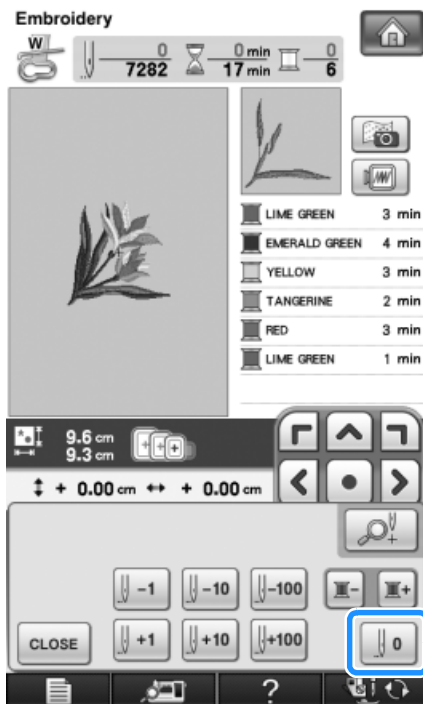 Embroidery
W
0 0 min 0
7282 17 min 6
LIME GREEN 3 min
EMERALD GREEN 4 min
YELLOW 3 min
TANGERINE 2 min
RED 3 min
LIME GREEN 1 min
9.6 cm
9.3 cm
+ 0.00 cm + 0.00 cm
-1 -10 -100 - +
CLOSE +1 +10 +100 0
?